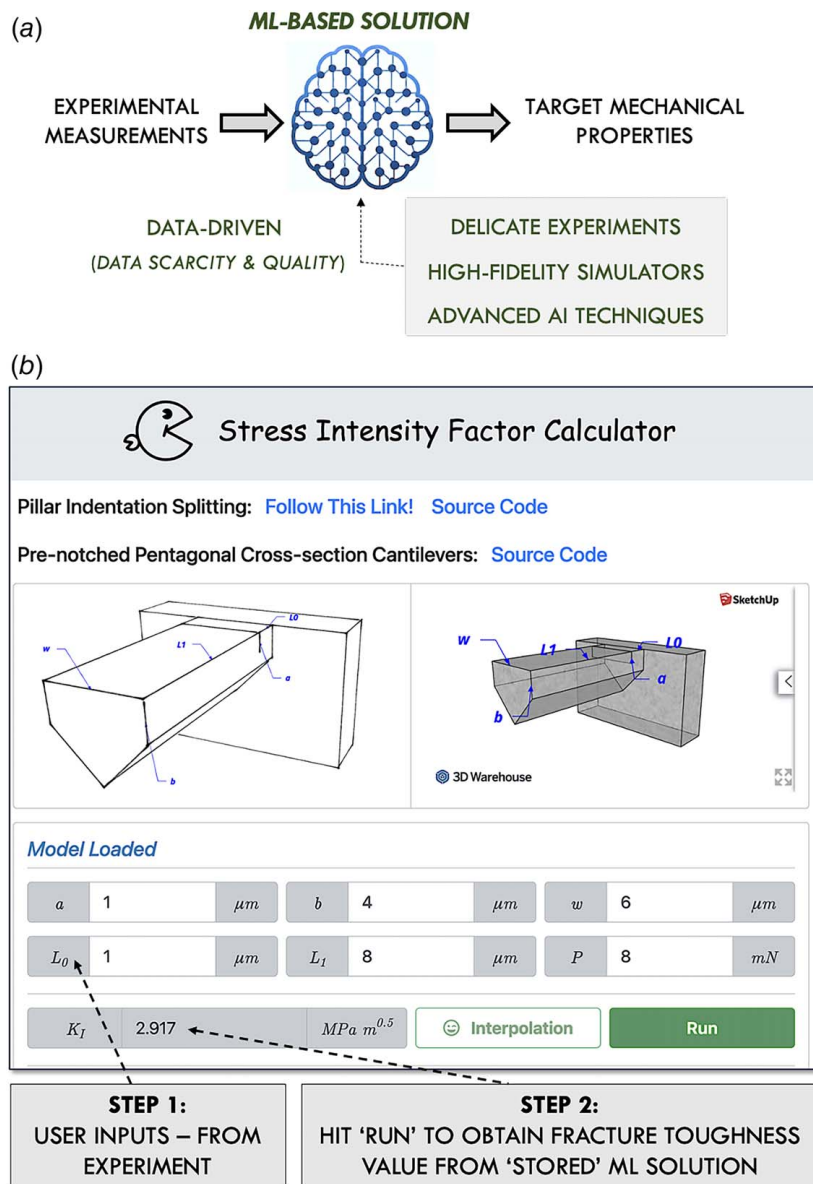 (a)
ML-BASED SOLUTION
EXPERIMENTAL
MEASUREMENTS
TARGET MECHANICAL
PROPERTIES
DATA-DRIVEN
(DATA SCARCITY & QUALITY)
DELICATE EXPERIMENTS
HIGH-FIDELITY SIMULATORS
ADVANCED AI TECHNIQUES
(b)
Stress Intensity Factor Calculator
Pillar Indentation Splitting: Follow This Link! Source Code
Pre-notched Pentagonal Cross-section Cantilevers: Source Code
w
L1
L0
a
b
SketchUp
w
L1
L0
a
b
3D Warehouse
Model Loaded
a 1 μm b 4 μm w 6 μm
L₀ 1 μm L₁ 8 μm P 8 mN
K_I 2.917 MPa m^0.5 Interpolation Run
STEP 1:
USER INPUTS – FROM
EXPERIMENT
STEP 2:
HIT ‘RUN’ TO OBTAIN FRACTURE TOUGHNESS
VALUE FROM ‘STORED’ ML SOLUTION